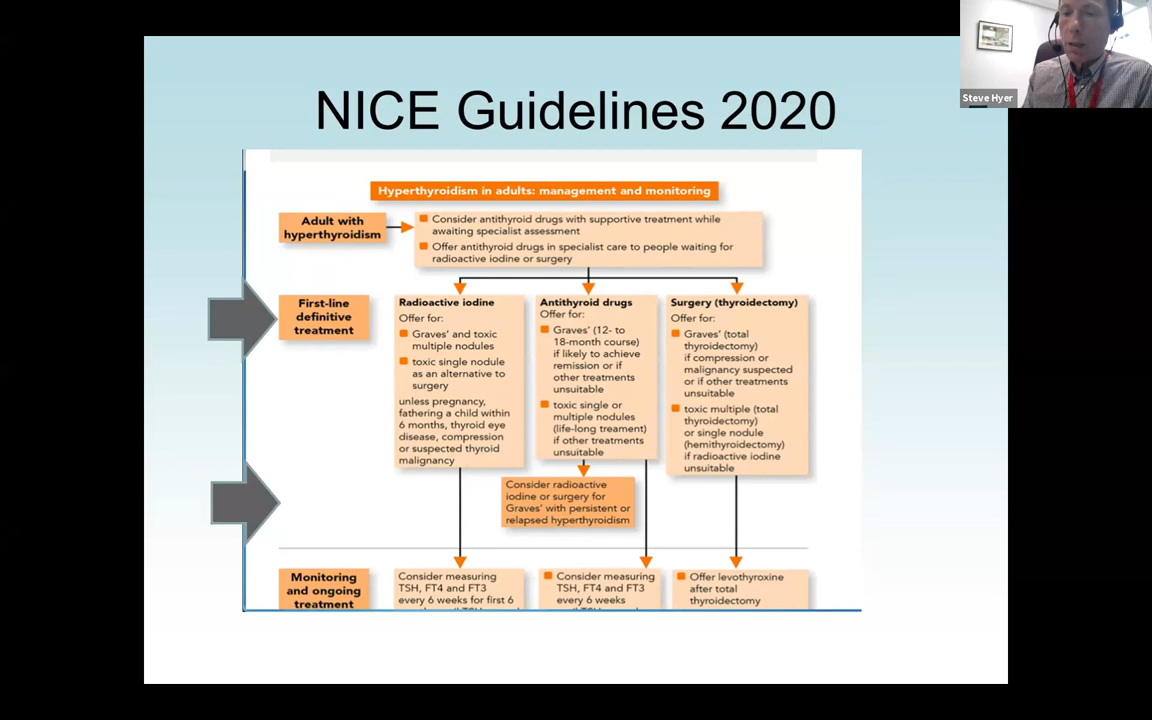 Steve Hyer
NICE Guidelines 2020
Hyperthyroidism in adults: management and monitoring
Adult with
hyperthyroidism
Consider antithyroid drugs with supportive treatment while
awaiting specialist assessment
Offer antithyroid drugs in specialist care to people waiting for
radioactive iodine or surgery
First-line
definitive
treatment
Radioactive iodine
Offer for:
Graves’ and toxic
multiple nodules
toxic single nodule
as an alternative to
surgery
unless pregnancy,
fathering a child within
6 months, thyroid eye
disease, compression
or suspected thyroid
malignancy
Antithyroid drugs
Offer for:
Graves’ (12- to
18-month course)
if likely to achieve
remission or if
other treatments
unsuitable
toxic single or
multiple nodules
(life-long treament)
if other treatments
unsuitable
Surgery (thyroidectomy)
Offer for:
Graves’ (total
thyroidectomy)
if compression or
malignancy suspected
or if other treatments
unsuitable
toxic multiple (total
thyroidectomy)
or single nodule
(hemithyroidectomy)
if radioactive iodine
unsuitable
Consider radioactive
iodine or surgery for
Graves’ with persistent or
relapsed hyperthyroidism
Monitoring
and ongoing
treatment
Consider measuring
TSH, FT4 and FT3
every 6 weeks for first 6
Consider measuring
TSH, FT4 and FT3
every 6 weeks
Offer levothyroxine
after total
thyroidectomy